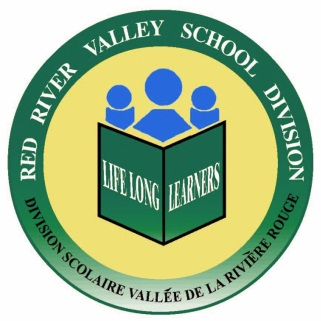 RED RIVER VALLEY SCHOOL DIVISION
LIFE LONG LEARNERS
DIVISION SCOLAIRE VALLÉE DE LA RIVIÈRE ROUGE